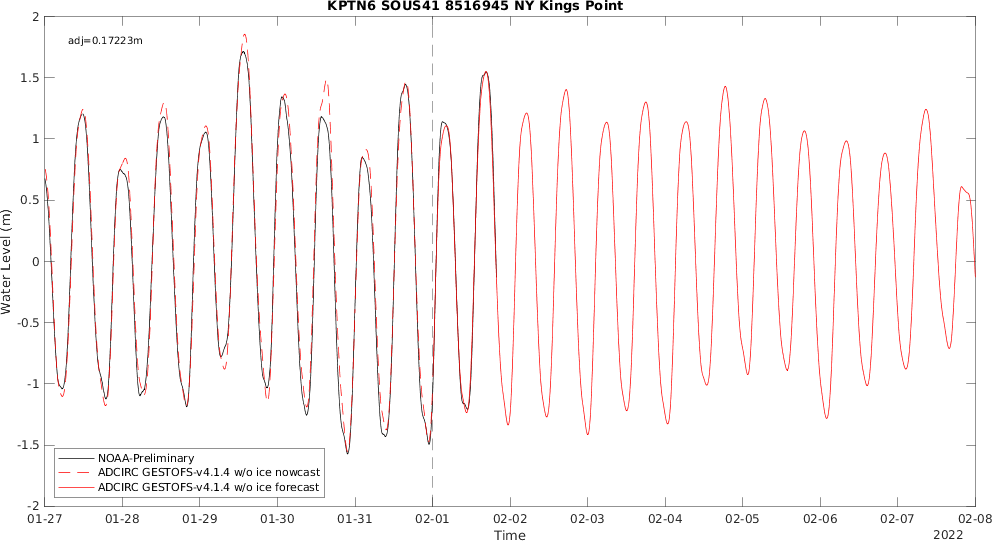 KPTN6 SOUS41 8516945 NY Kings Point
adj=0.17223m
2
1.5
1
0.5
0
-0.5
-1
-1.5
-2
Water Level (m)
NOAA-Preliminary
ADCIRC GESTOFS-v4.1.4 w/o ice nowcast
ADCIRC GESTOFS-v4.1.4 w/o ice forecast
01-27 01-28 01-29 01-30 01-31 02-01 02-02 02-03 02-04 02-05 02-06 02-07 02-08
Time
2022